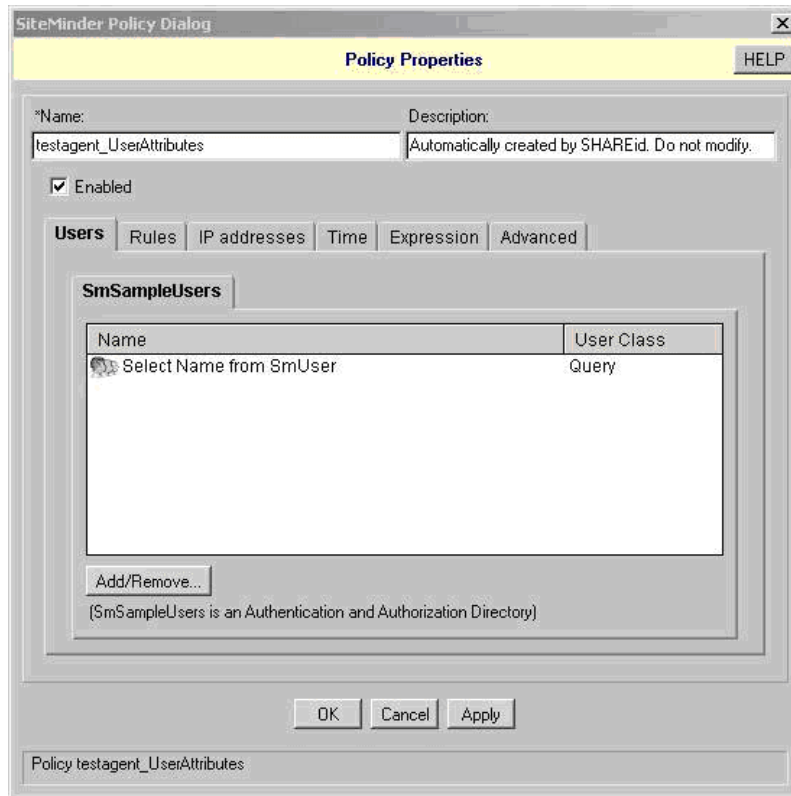 SiteMinder Policy Dialog
Policy Properties
HELP
*Name:
Description:
testagent_UserAttributes
Automatically created by SHAREid. Do not modify.
Enabled
Users
Rules
IP addresses
Time
Expression
Advanced
SmSampleUsers
Name
User Class
Select Name from SmUser
Query
Add/Remove...
(SmSampleUsers is an Authentication and Authorization Directory)
OK
Cancel
Apply
Policy testagent_UserAttributes